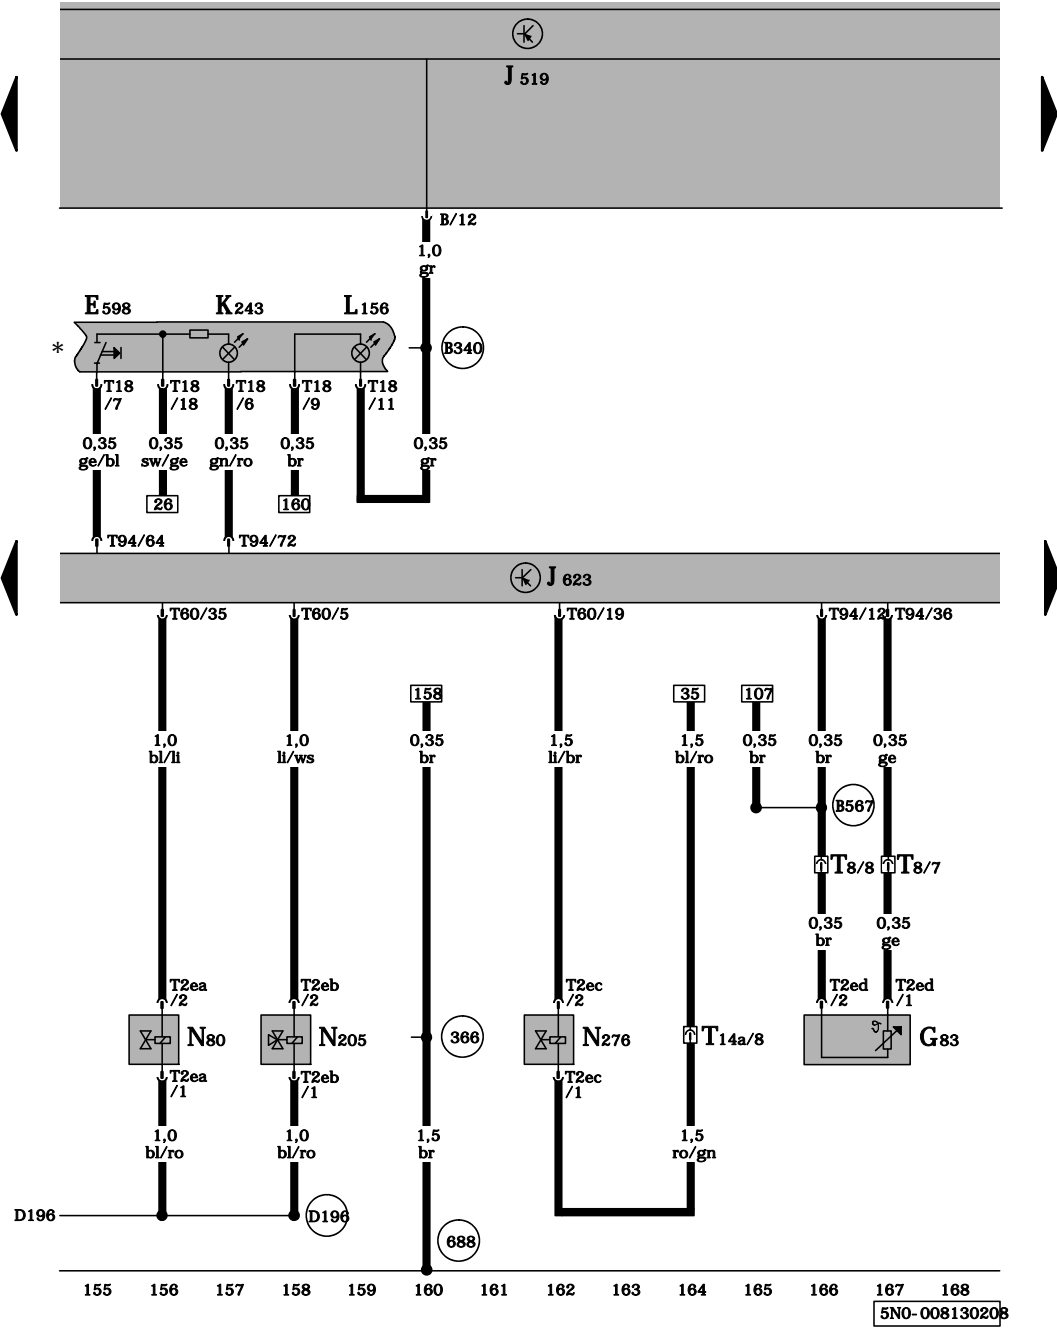 J 519
B/12
1,0
gr
E598 K243 L156
*
B340
T18 T18 T18 T18 T18
/7 /18 /6 /9 /11
0,35 0,35 0,35 0,35 0,35
ge/bl sw/ge gn/ro br gr
26 160
T94/64 T94/72
J 623
T60/35 T60/5 T60/19 T94/12 T94/36
158 35 107
1,0 1,0 0,35 1,5 1,5 0,35 0,35 0,35
bl/li li/ws br li/br bl/ro br br ge
B567
T8/8 T8/7
0,35 0,35
br ge
T2ea T2eb T2ec T2ed T2ed
/2 /2 /2 /2 /1
N80 N205 366 N276 T14a/8 ϑ G83
T2ea T2eb T2ec
/1 /1 /1
1,0 1,0 1,5 1,5
bl/ro bl/ro br ro/gn
D196 D196
688
155 156 157 158 159 160 161 162 163 164 165 166 167 168
5N0-008130208